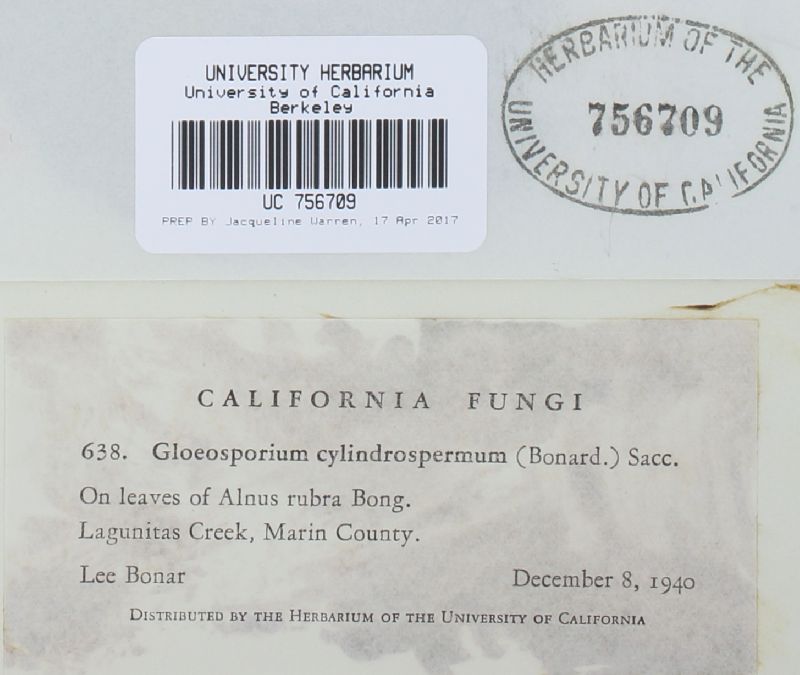 UNIVERSITY HERBARIUM
University of California
Berkeley
UC 756709
PREP BY Jacqueline Warren, 17 Apr 2017
HERBARIUM OF THE
756709
UNIVERSITY OF CALIFORNIA
CALIFORNIA FUNGI
638. Gloeosporium cylindrospermum (Bonard.) Sacc.
On leaves of Alnus rubra Bong.
Lagunitas Creek, Marin County.
Lee Bonar December 8, 1940
DISTRIBUTED BY THE HERBARIUM OF THE UNIVERSITY OF CALIFORNIA